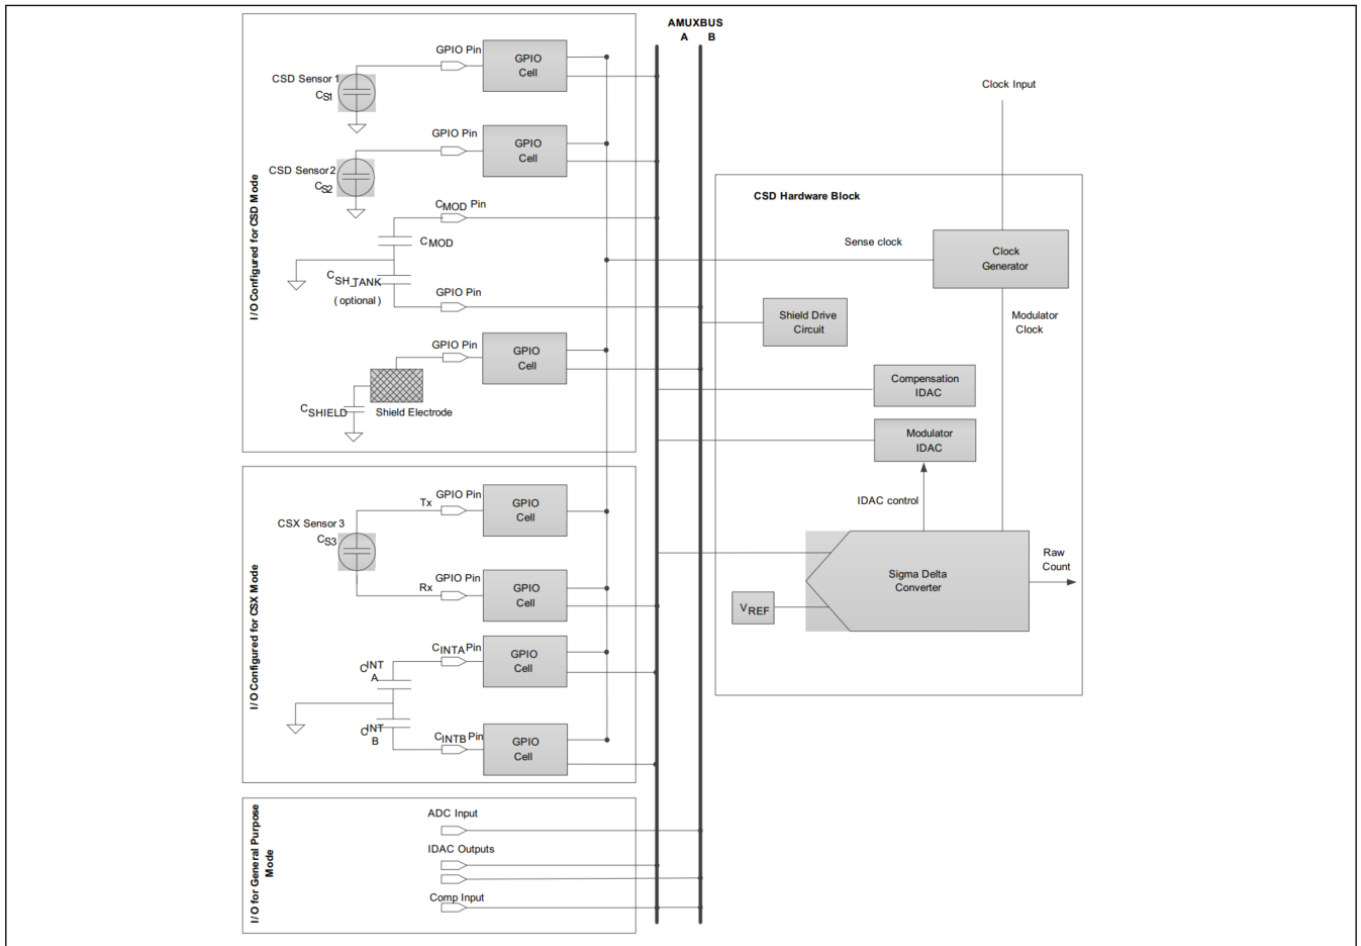 AMUXBUS
A B
I/O Configured for CSD Mode
GPIO Pin
GPIO
Cell
CSD Sensor 1
CS1
GPIO Pin
GPIO
Cell
CSD Sensor2
CS2
CMOD Pin
CMOD
CSH_TANK
( optional )
GPIO Pin
GPIO Pin
GPIO
Cell
CSHIELD
Shield Electrode
I/O Configured for CSX Mode
GPIO Pin
Tx
GPIO
Cell
CSX Sensor 3
CS3
GPIO Pin
Rx
GPIO
Cell
CINTA Pin
GPIO
Cell
CINT
A
CINT
B
CINTB Pin
GPIO
Cell
I/O for General Purpose
Mode
ADC Input
IDAC Outputs
Comp Input
Clock Input
CSD Hardware Block
Sense clock
Clock
Generator
Shield Drive
Circuit
Modulator
Clock
Compensation
IDAC
Modulator
IDAC
IDAC control
Sigma Delta
Converter
Raw
Count
VREF